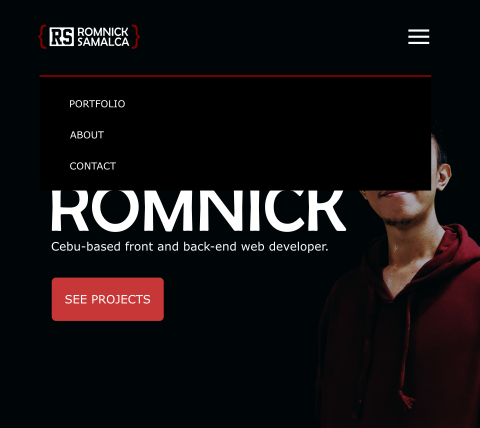 {RS ROMNICK
SAMALCA}
PORTFOLIO
ABOUT
CONTACT
ROMNICK
Cebu-based front and back-end web developer.
SEE PROJECTS